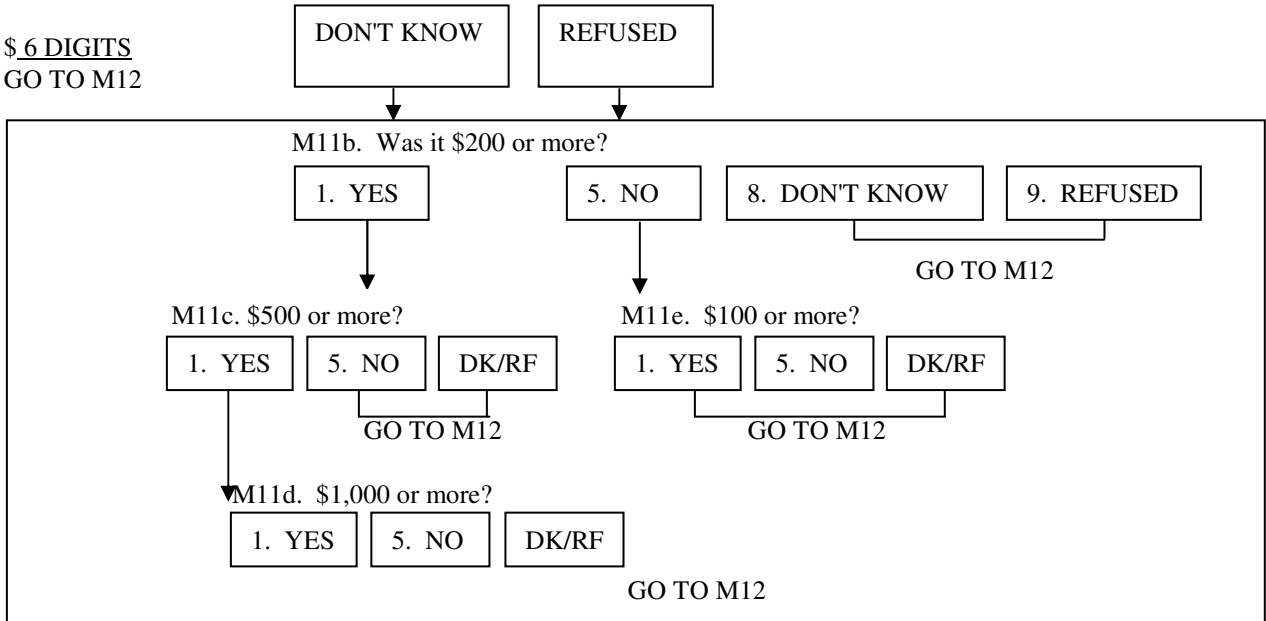 DON'T KNOW REFUSED
$ 6 DIGITS
GO TO M12
M11b. Was it $200 or more?
1. YES 5. NO 8. DON'T KNOW 9. REFUSED
GO TO M12
M11c. $500 or more? M11e. $100 or more?
1. YES 5. NO DK/RF 1. YES 5. NO DK/RF
GO TO M12 GO TO M12
M11d. $1,000 or more?
1. YES 5. NO DK/RF
GO TO M12